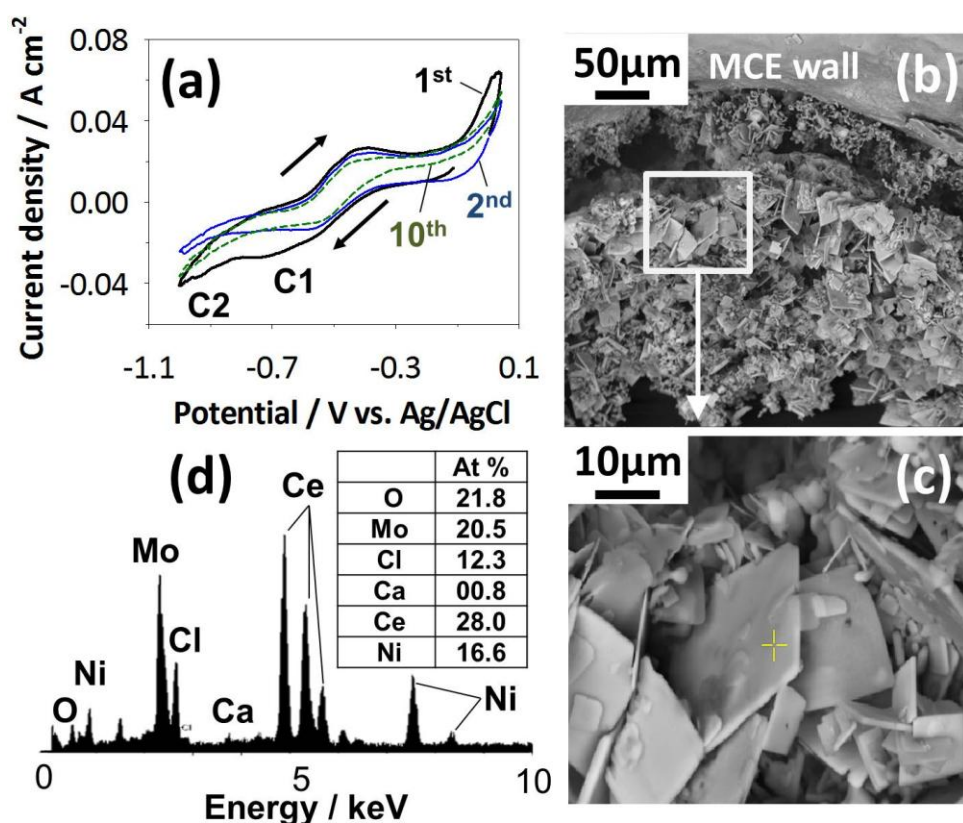 (a)
Current density / A cm-2
0.08
0.04
0.00
-0.04
1st
2nd
10th
C1
C2
-1.1
-0.7
-0.3
0.1
Potential / V vs. Ag/AgCl
50μm
MCE wall
(b)
10μm
(c)
(d)
O
Ni
Mo
Cl
Cl
Ca
Ce
Ni
At %
O 21.8
Mo 20.5
Cl 12.3
Ca 00.8
Ce 28.0
Ni 16.6
0
5
10
Energy / keV